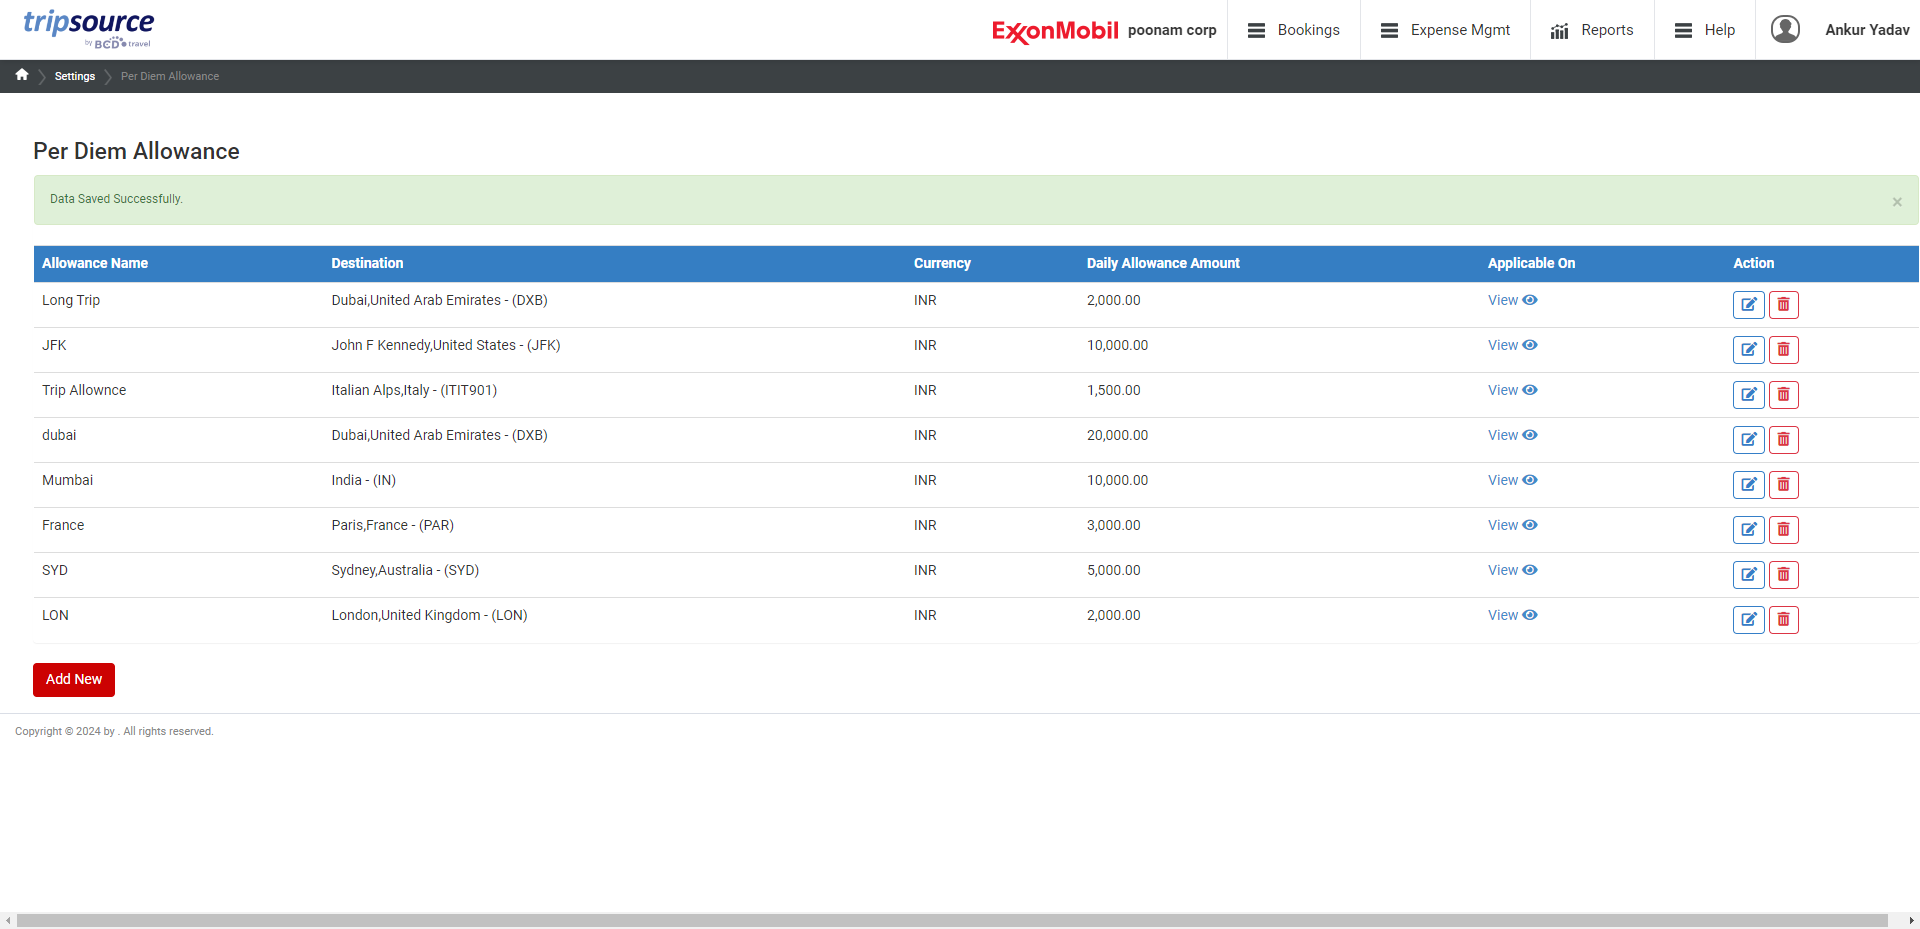 tripsource
by BCD travel
ExxonMobil poonam corp Bookings Expense Mgmt Reports Help Ankur Yadav
Settings Per Diem Allowance
Per Diem Allowance
Data Saved Successfully. ×
Allowance Name Destination Currency Daily Allowance Amount Applicable On Action
Long Trip Dubai,United Arab Emirates - (DXB) INR 2,000.00 View
JFK John F Kennedy,United States - (JFK) INR 10,000.00 View
Trip Allownce Italian Alps,Italy - (ITIT901) INR 1,500.00 View
dubai Dubai,United Arab Emirates - (DXB) INR 20,000.00 View
Mumbai India - (IN) INR 10,000.00 View
France Paris,France - (PAR) INR 3,000.00 View
SYD Sydney,Australia - (SYD) INR 5,000.00 View
LON London,United Kingdom - (LON) INR 2,000.00 View
Add New
Copyright © 2024 by . All rights reserved.